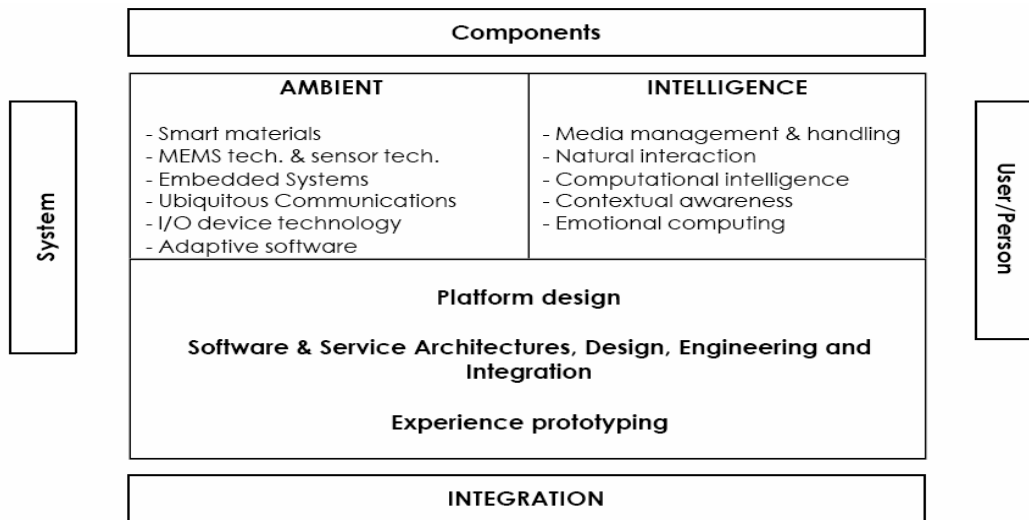 Components
System
AMBIENT
- Smart materials
- MEMS tech. & sensor tech.
- Embedded Systems
- Ubiquitous Communications
- I/O device technology
- Adaptive software
INTELLIGENCE
- Media management & handling
- Natural interaction
- Computational intelligence
- Contextual awareness
- Emotional computing
User/Person
Platform design
Software & Service Architectures, Design, Engineering and
Integration
Experience prototyping
INTEGRATION